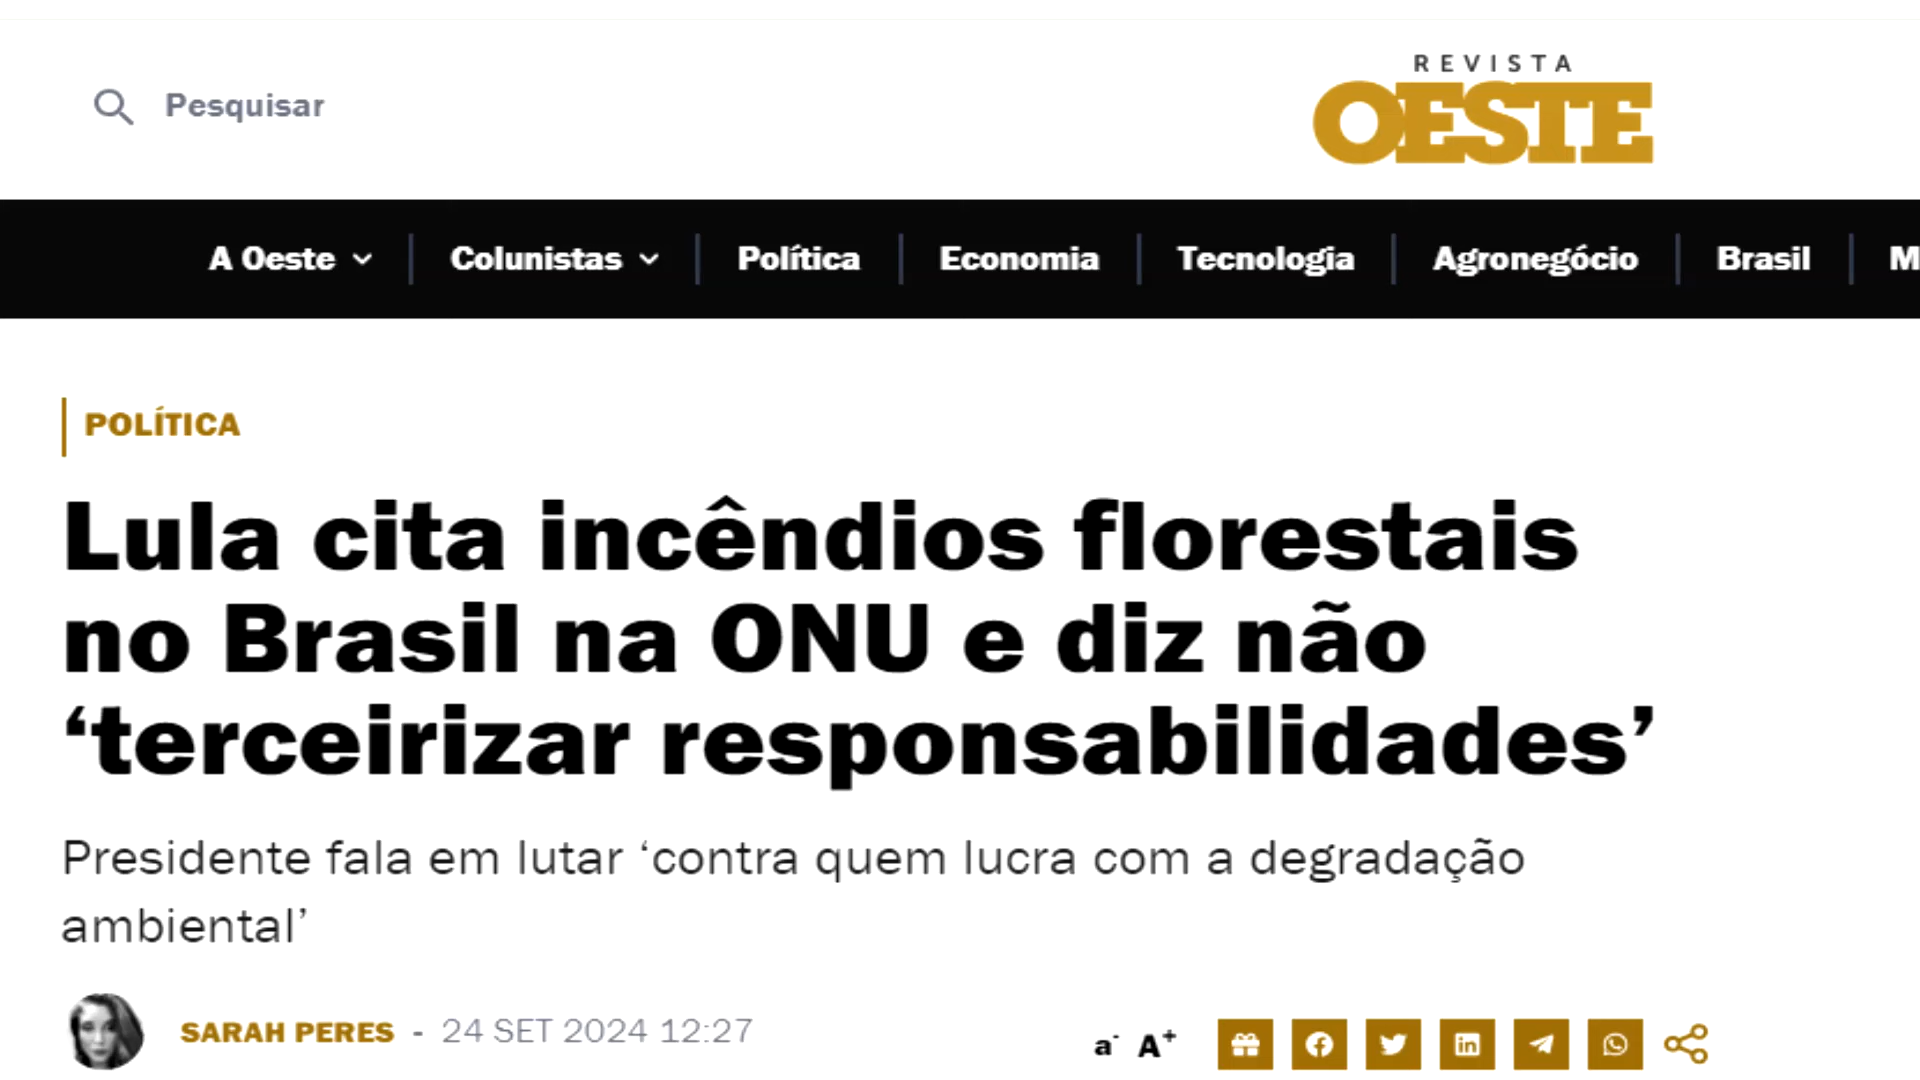 REVISTA
Pesquisar
OESTE
A Oeste Colunistas Política Economia Tecnologia Agronegócio Brasil M
POLÍTICA
Lula cita incêndios florestais
no Brasil na ONU e diz não
‘terceirizar responsabilidades’
Presidente fala em lutar ‘contra quem lucra com a degradação
ambiental’
SARAH PERES - 24 SET 2024 12:27
a- A+